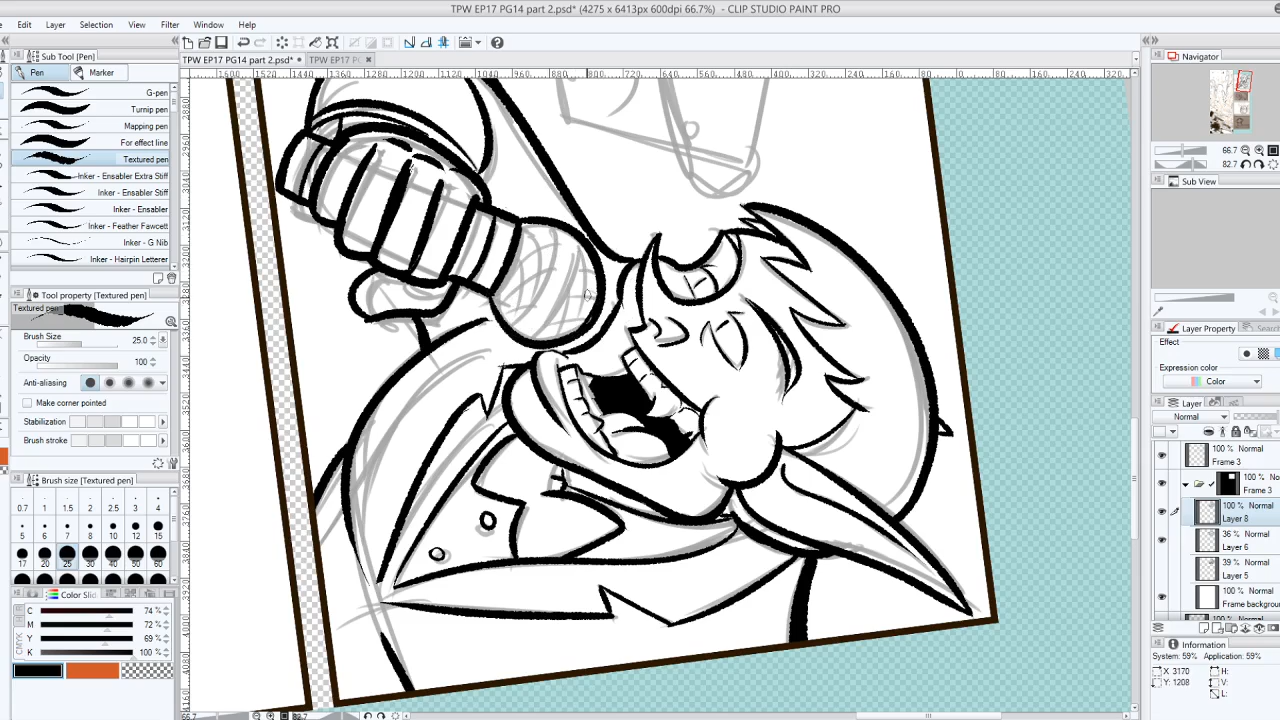 TPW EP17 PG14 part 2.psd* (4275 x 6413px 600dpi 66.7%) - CLIP STUDIO PAINT PRO
Edit Layer Selection View Filter Window Help
Sub Tool [Pen]
TPW EP17 PG14 part 2.psd*
TPW EP17 PG
Pen Marker
G-pen
Turnip pen
Mapping pen
For effect line
Textured pen
Inker - Ensabler Extra Stiff
Inker - Ensabler Stiff
Inker - Ensabler
Inker - Feather Fawcett
Inker - G Nib
Inker - Hairpin Letterer
Tool property [Textured pen]
Textured pen
Brush Size 25.0
Opacity 100
Anti-aliasing
Make corner pointed
Stabilization
Brush stroke
Brush size [Textured pen]
0.7 1 1.5 2 2.5 3 4
5 6 7 8 10 12 15
17 20 25 30 40 50 60
Color Slid
C 74 %
M 72 %
Y 69 %
K 100 %
Navigator
66.7
82.7
Sub View
Layer Property
Search
Effect
Expression color
Color
Layer
Normal
100 % Normal
Frame 3
100 % No
Frame 3
100 % Normal
Layer 8
36 % Normal
Layer 6
39 % Normal
Layer 5
100 % Normal
Frame backgrou
Information
System: 59% Application: 59%
X 3170 H:
Y: 1208 V:
L:
66.7 82.7